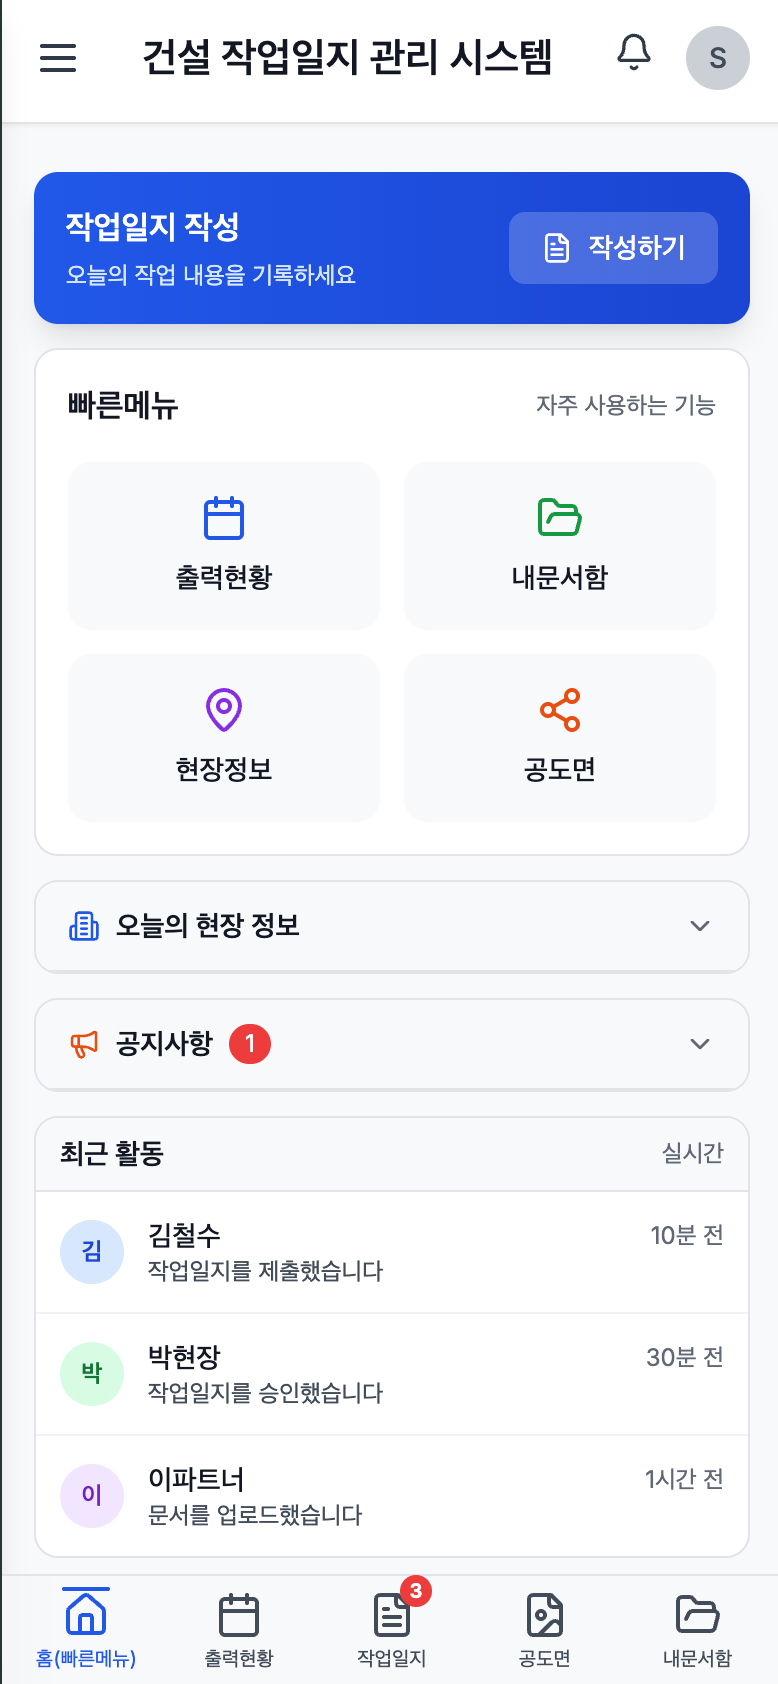 건설 작업일지 관리 시스템
S
작업일지 작성
오늘의 작업 내용을 기록하세요
작성하기
빠른메뉴
자주 사용하는 기능
출력현황
내문서함
현장정보
공도면
오늘의 현장 정보
공지사항
1
최근 활동
실시간
김
김철수
10분 전
작업일지를 제출했습니다
박
박현장
30분 전
작업일지를 승인했습니다
이
이파트너
1시간 전
문서를 업로드했습니다
홈(빠른메뉴)
출력현황
3
작업일지
공도면
내문서함